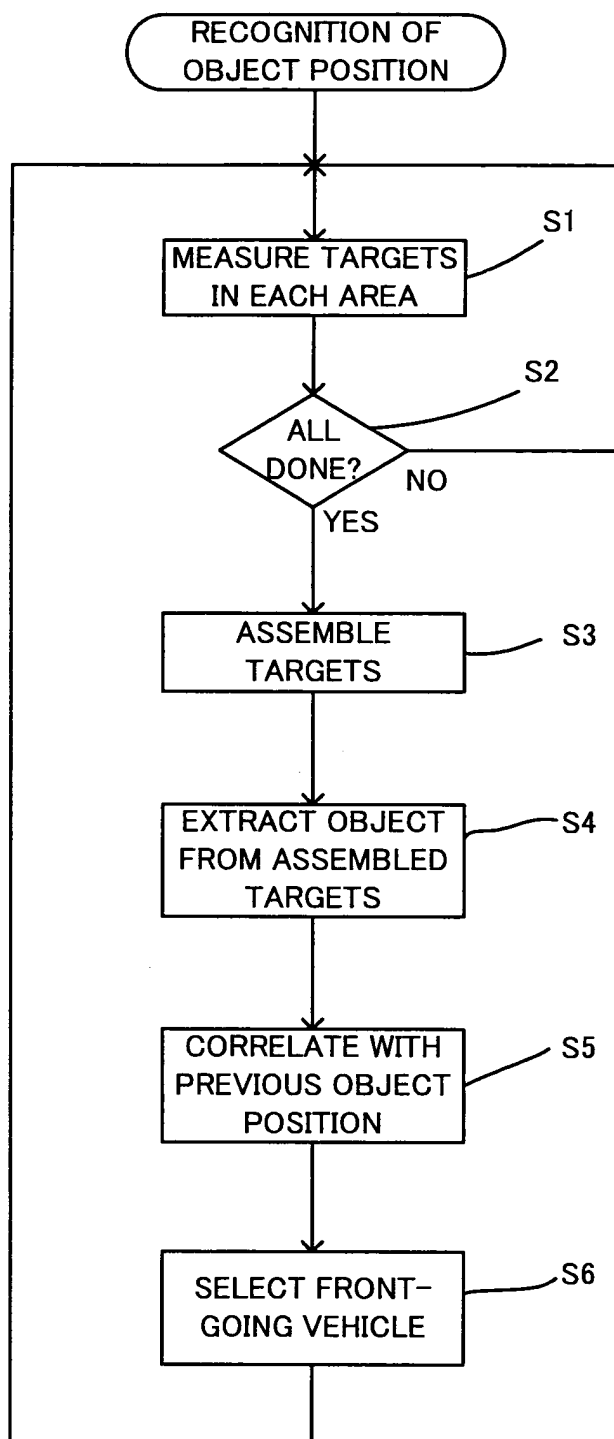 RECOGNITION OF
OBJECT POSITION
S1
MEASURE TARGETS
IN EACH AREA
S2
ALL
DONE?
NO
YES
ASSEMBLE
TARGETS
S3
EXTRACT OBJECT
FROM ASSEMBLED
TARGETS
S4
CORRELATE WITH
PREVIOUS OBJECT
POSITION
S5
SELECT FRONT-
GOING VEHICLE
S6